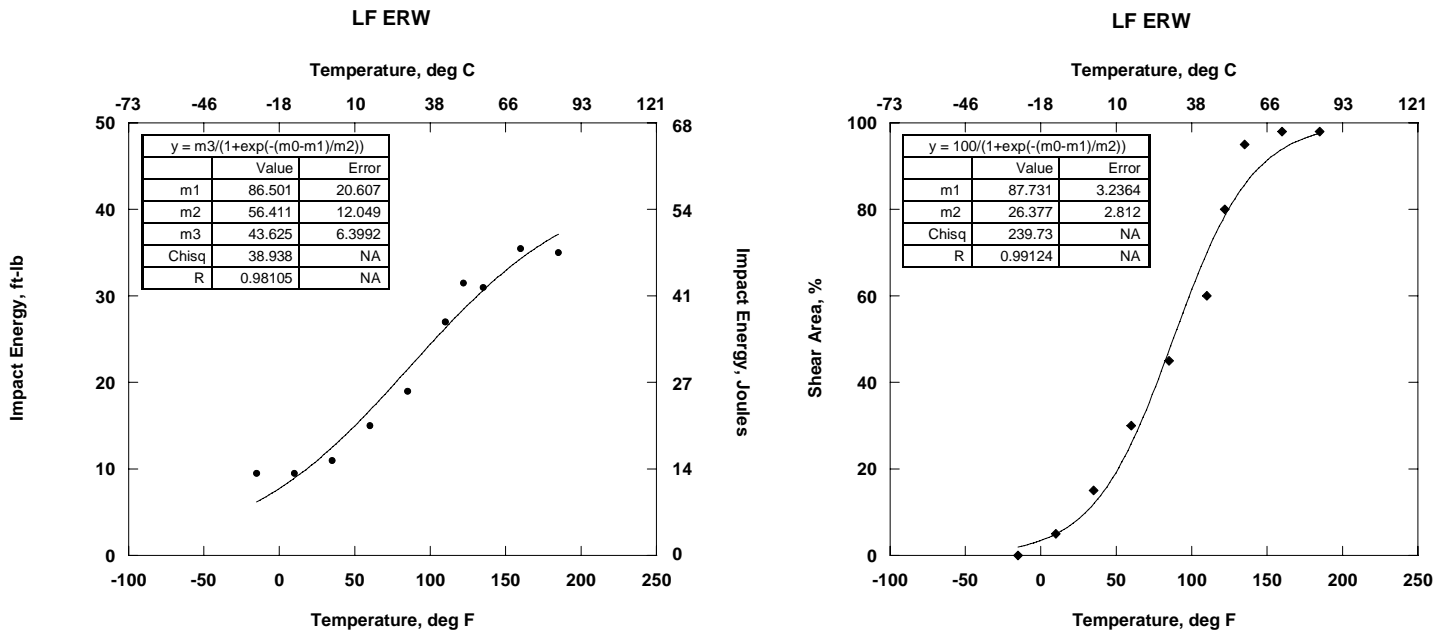 LF ERW
Temperature, deg C
-73 -46 -18 10 38 66 93 121
50 40 30 20 10 0
Impact Energy, ft-lb
y = m3/(1+exp(-(m0-m1)/m2))
Value Error
m1 86.501 20.607
m2 56.411 12.049
m3 43.625 6.3992
Chisq 38.938 NA
R 0.98105 NA
68 54 41 27 14 0
Impact Energy, Joules
-100 -50 0 50 100 150 200 250
Temperature, deg F
LF ERW
Temperature, deg C
-73 -46 -18 10 38 66 93 121
100 80 60 40 20 0
Shear Area, %
y = 100/(1+exp(-(m0-m1)/m2))
Value Error
m1 87.731 3.2364
m2 26.377 2.812
Chisq 239.73 NA
R 0.99124 NA
-100 -50 0 50 100 150 200 250
Temperature, deg F